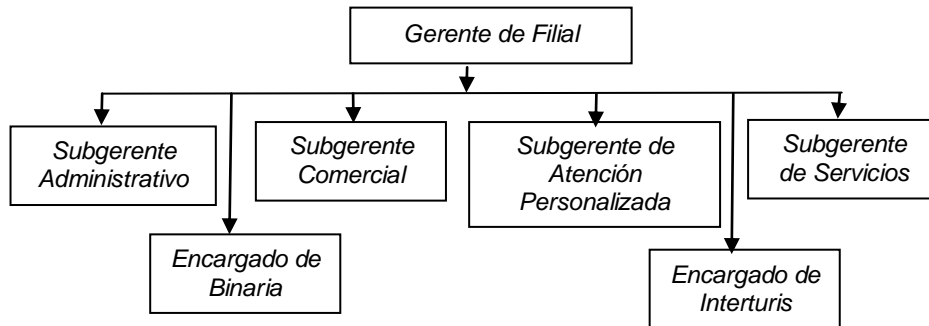 Gerente de Filial
Subgerente
Administrativo
Subgerente
Comercial
Subgerente de
Atención
Personalizada
Subgerente
de Servicios
Encargado de
Binaria
Encargado de
Interturis